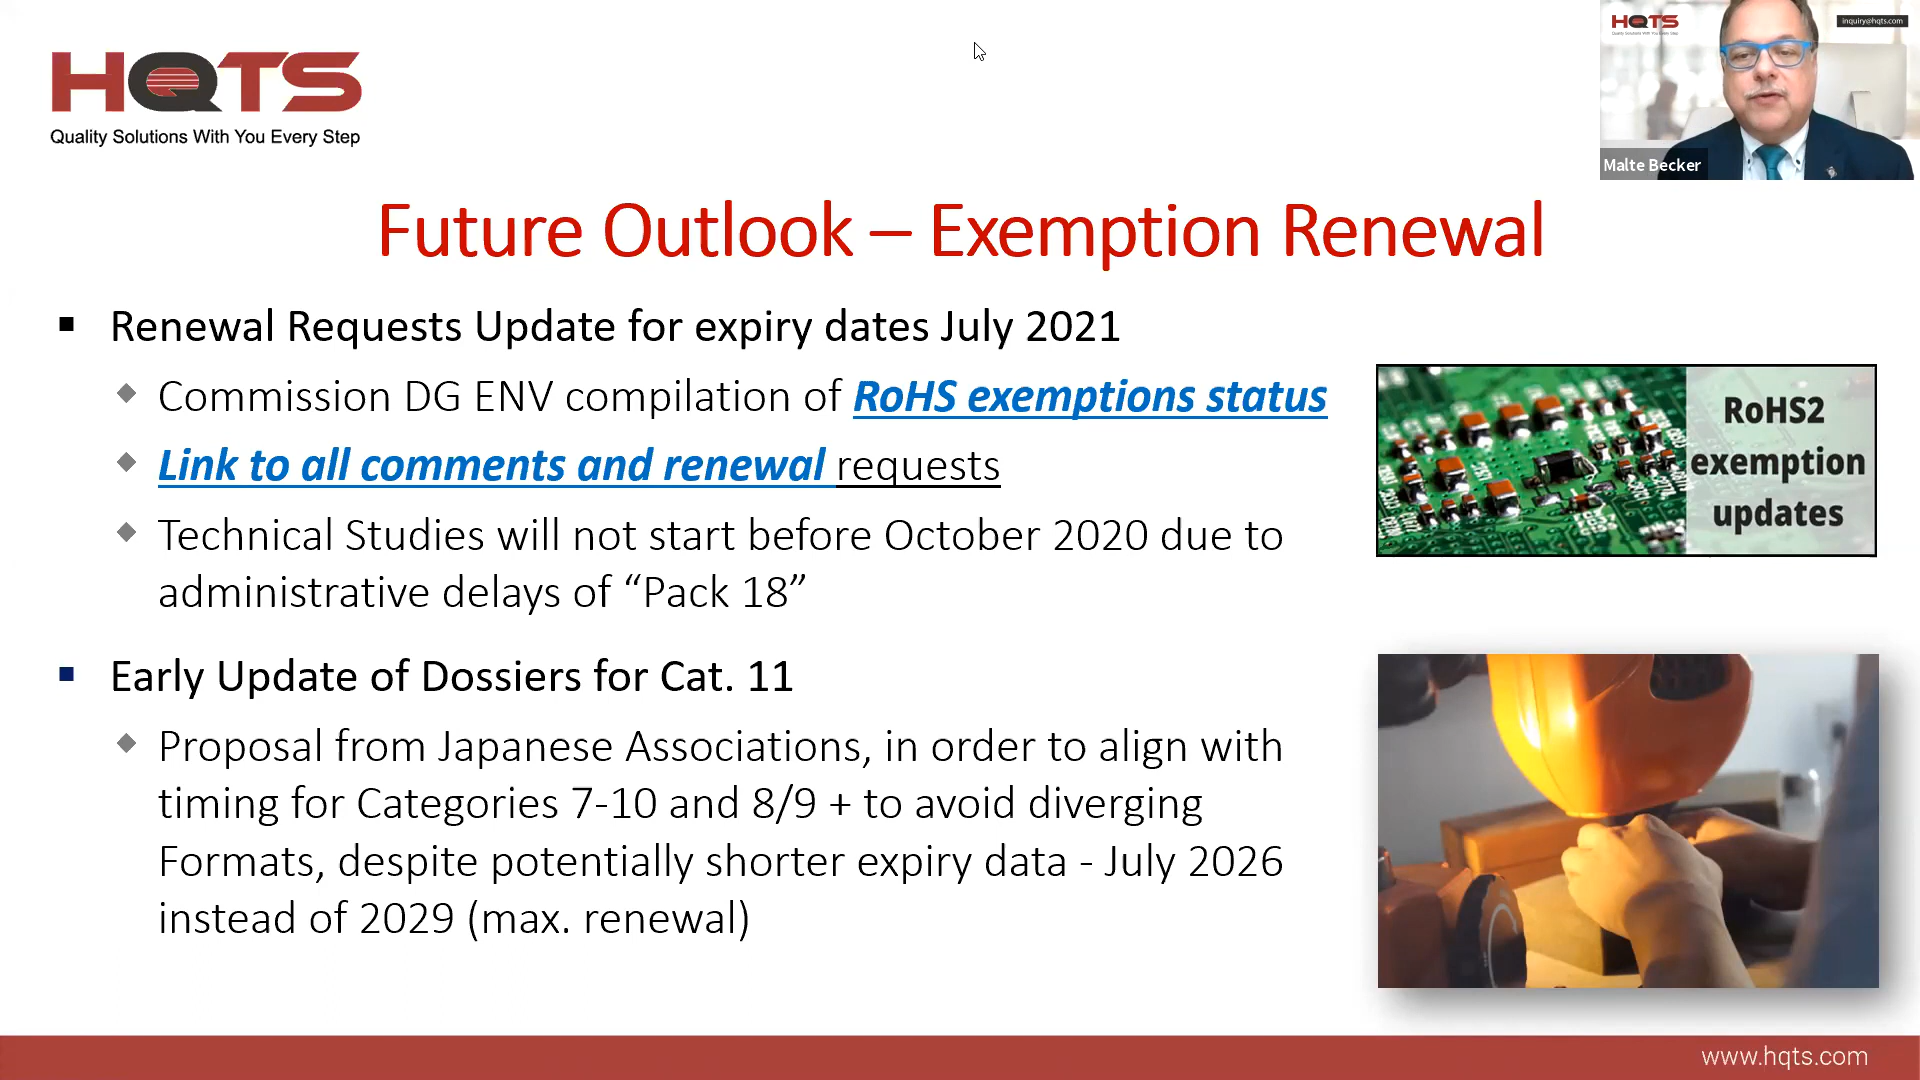 HQTS
Quality Solutions With You Every Step
HQTS
inquiry@hqts.com
Malte Becker
Future Outlook – Exemption Renewal
Renewal Requests Update for expiry dates July 2021
Commission DG ENV compilation of RoHS exemptions status
Link to all comments and renewal requests
Technical Studies will not start before October 2020 due to
administrative delays of “Pack 18”
RoHS2
exemption
updates
Early Update of Dossiers for Cat. 11
Proposal from Japanese Associations, in order to align with
timing for Categories 7-10 and 8/9 + to avoid diverging
Formats, despite potentially shorter expiry data - July 2026
instead of 2029 (max. renewal)
www.hqts.com